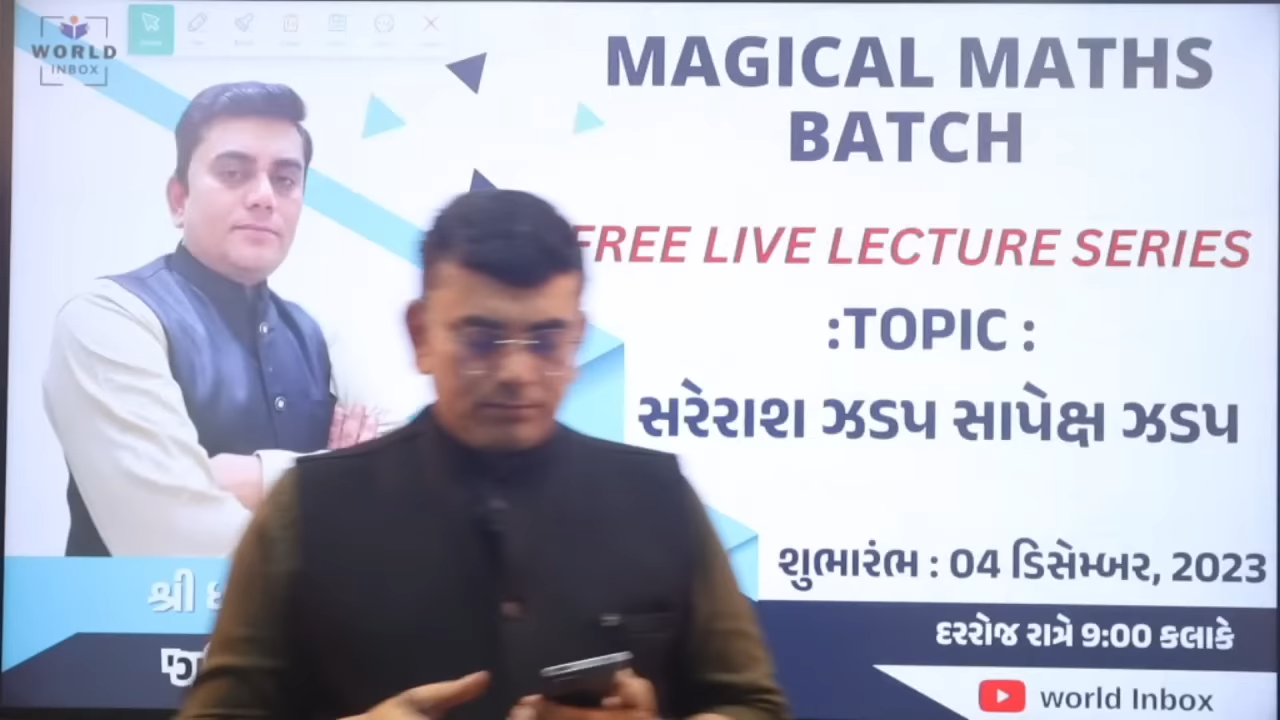 WORLD
INBOX
MAGICAL MATHS
BATCH
FREE LIVE LECTURE SERIES
:TOPIC :
સરેરાશ ઝડપ સાપેક્ષ ઝડપ
શુભારંભ : 04 ડિસેમ્બર, 2023
શ્રી
દરરોજ રાત્રે 9:00 કલાકે
world Inbox